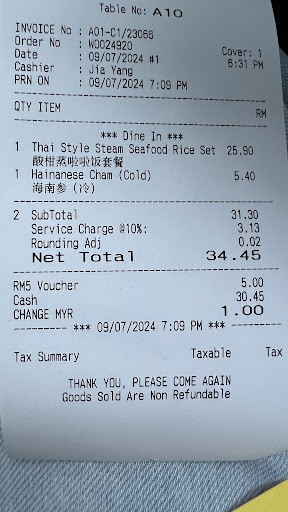 Table No: A10
INVOICE No : A01-C1/23066
Order No : WO024920 Cover: 1
Date : 09/07/2024 #1 6:31 PM
Cashier : Jia Yang
PRN ON : 09/07/2024 7:09 PM
QTY ITEM RM
*** Dine In ***
1 Thai Style Steam Seafood Rice Set 25.90
酸柑蒸啦啦饭套餐
1 Hainanese Cham (Cold) 5.40
海南参（冷）
2 SubTotal 31.30
Service Charge @10%: 3.13
Rounding Adj 0.02
Net Total 34.45
RM5 Voucher 5.00
Cash 30.45
CHANGE MYR 1.00
---------- *** 09/07/2024 7:09 PM *** ----------
Tax Summary Taxable Tax
THANK YOU, PLEASE COME AGAIN
Goods Sold Are Non Refundable